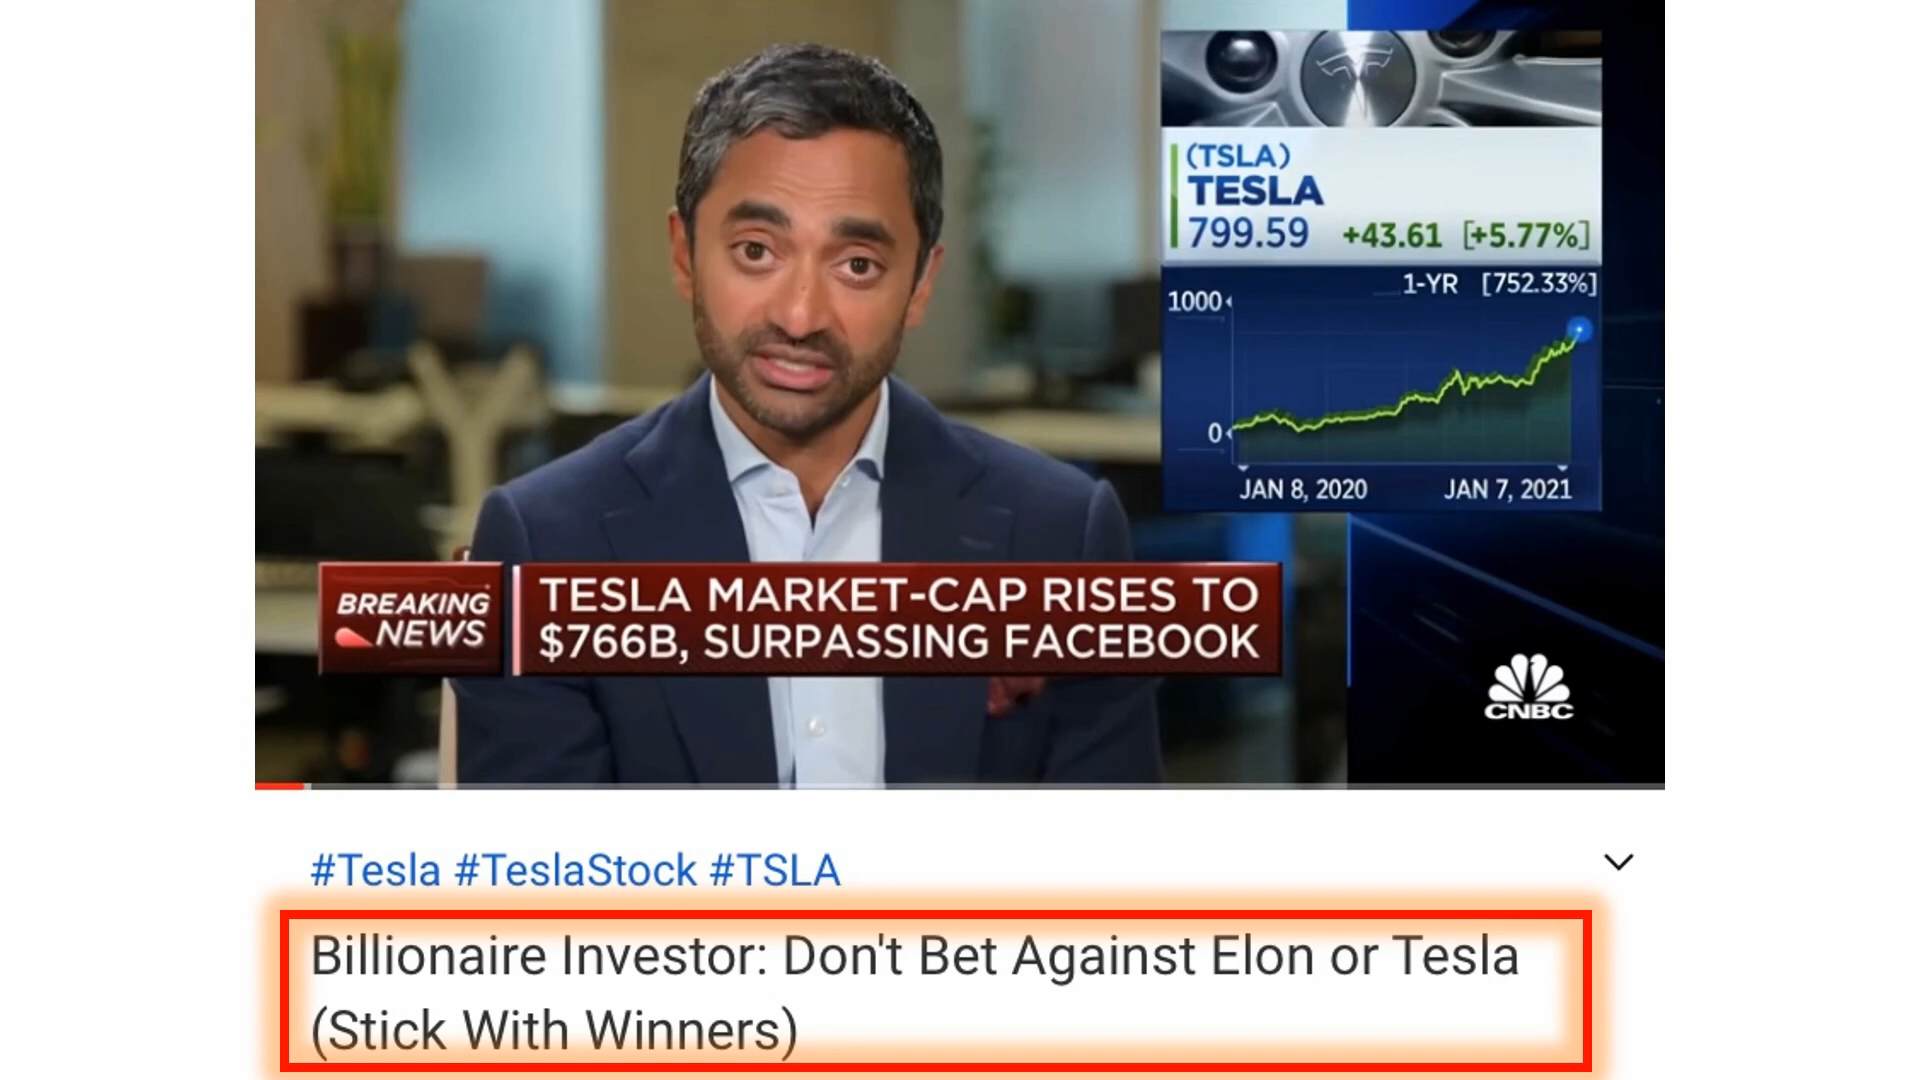 (TSLA)
TESLA
799.59 +43.61 [+5.77%]
1-YR [752.33%]
1000
0
JAN 8, 2020 JAN 7, 2021
BREAKING
NEWS
TESLA MARKET-CAP RISES TO
$766B, SURPASSING FACEBOOK
CNBC
#Tesla #TeslaStock #TSLA
Billionaire Investor: Don't Bet Against Elon or Tesla
(Stick With Winners)